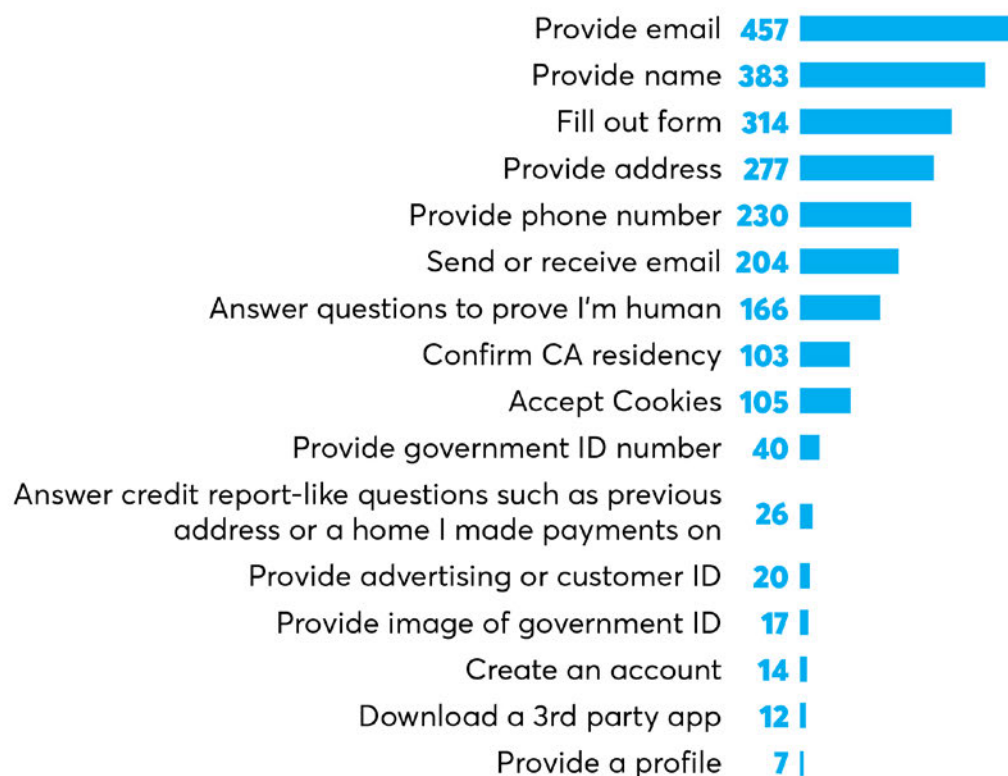 Provide email 457
Provide name 383
Fill out form 314
Provide address 277
Provide phone number 230
Send or receive email 204
Answer questions to prove I'm human 166
Confirm CA residency 103
Accept Cookies 105
Provide government ID number 40
Answer credit report-like questions such as previous
address or a home I made payments on 26
Provide advertising or customer ID 20
Provide image of government ID 17
Create an account 14
Download a 3rd party app 12
Provide a profile 7